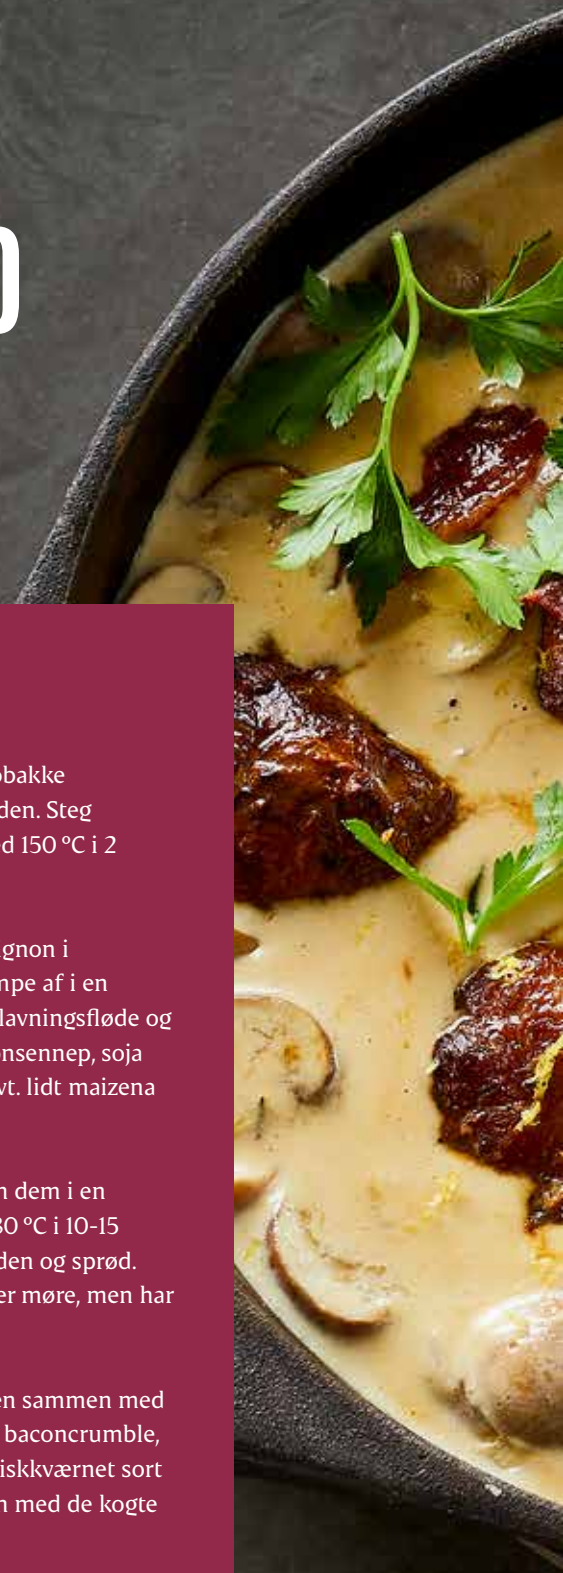 bakke
den. Steg
d 150 °C i 2
gnon i
mpe af i en
lavningsfløde og
nsennep, soja
vt. lidt maizena
n dem i en
30 °C i 10-15
den og sprød.
er møre, men har
en sammen med
baconcrumble,
iskkværnet sort
n med de kogte